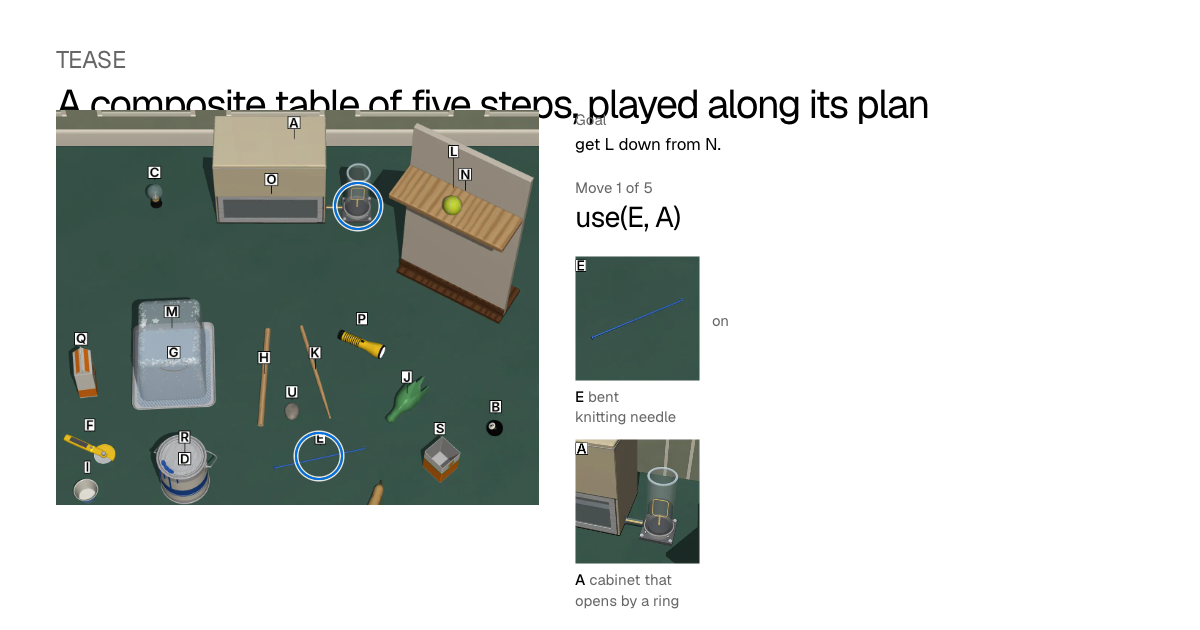 TEASE
A composite table of five steps, played along its plan
Goal
get L down from N.
Move 1 of 5
use(E, A)
E
on
E bent
knitting needle
A
A cabinet that
opens by a ring
A
L
C
N
O
M
P
Q
G
H
K
J
U
B
F
R
E
S
D
I